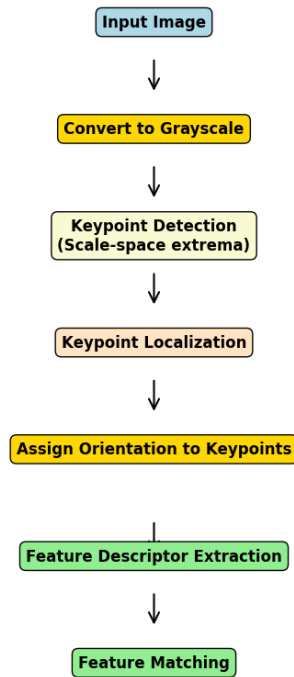 Input Image
Convert to Grayscale
Keypoint Detection
(Scale-space extrema)
Keypoint Localization
Assign Orientation to Keypoints
Feature Descriptor Extraction
Feature Matching